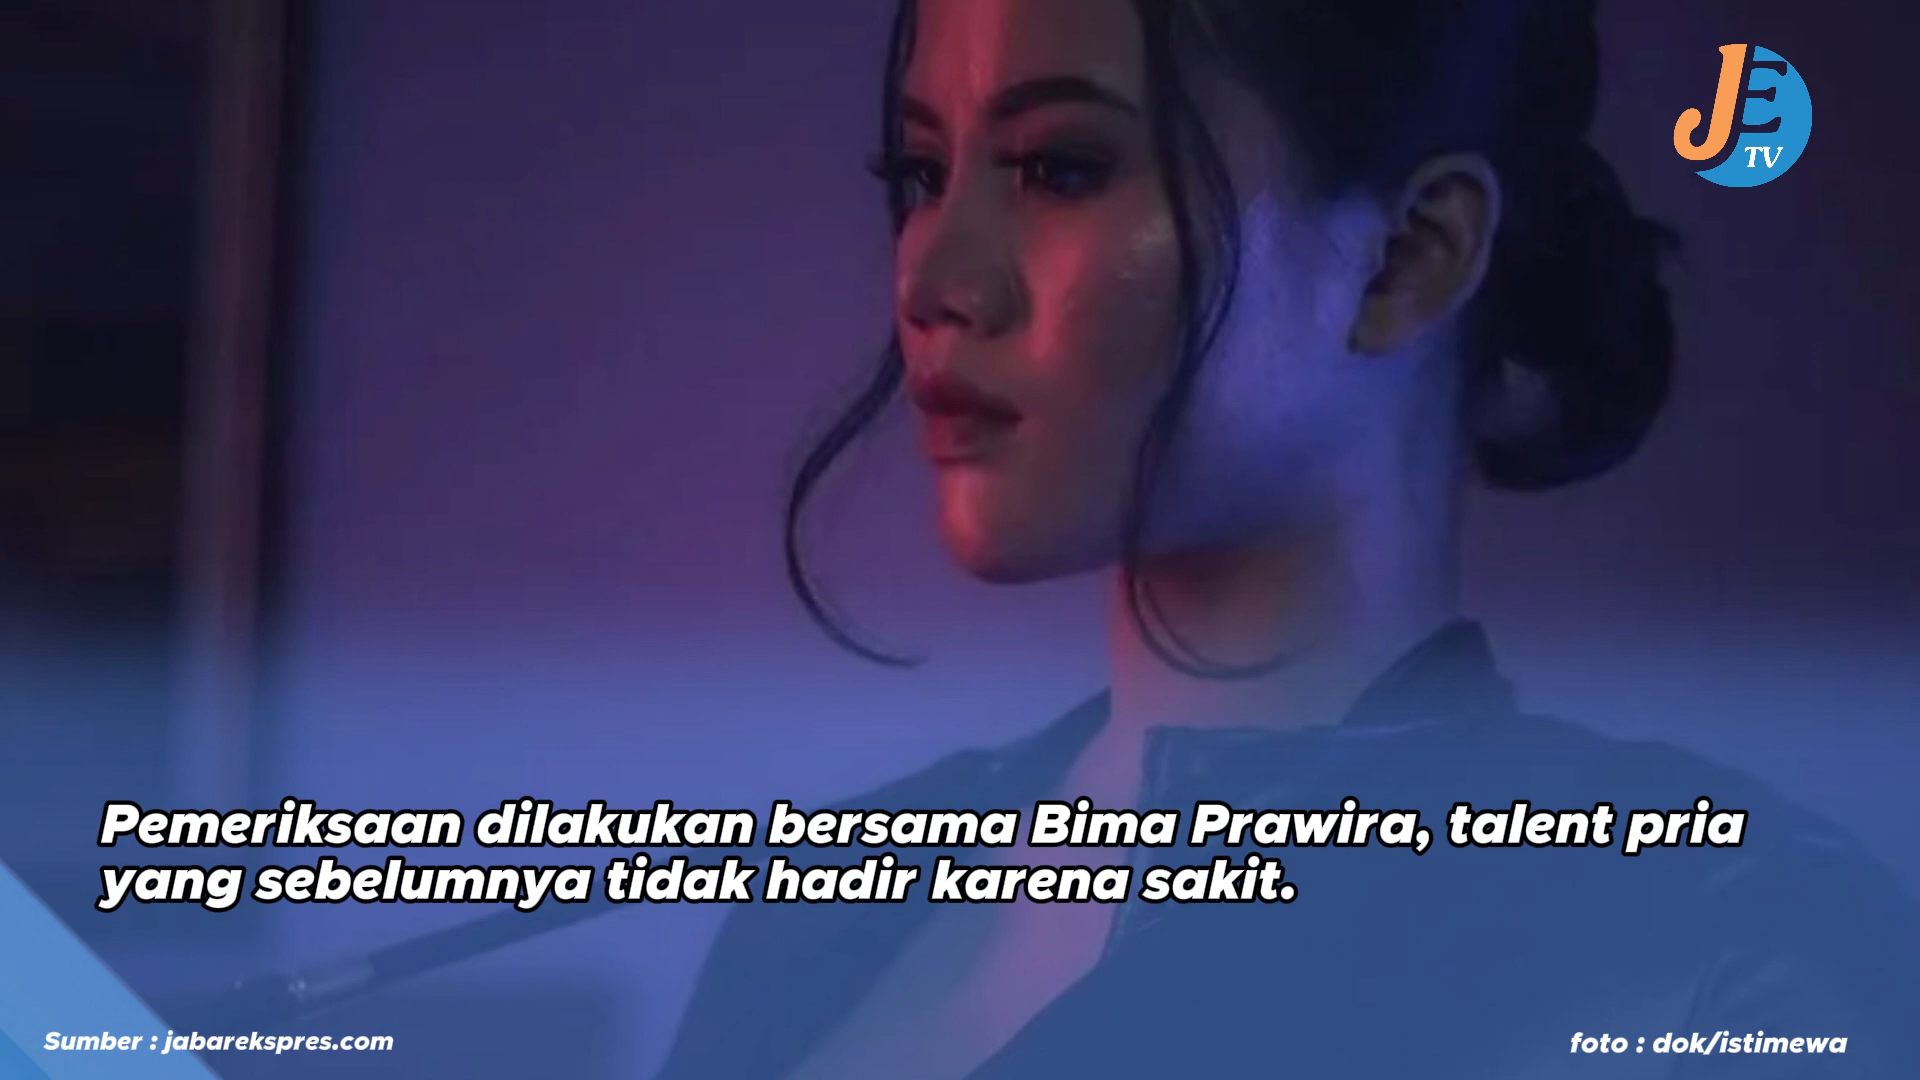 JE
TV
Pemeriksaan dilakukan bersama Bima Prawira, talent pria
yang sebelumnya tidak hadir karena sakit.
Sumber : jabarekspres.com
foto : dok/istimewa